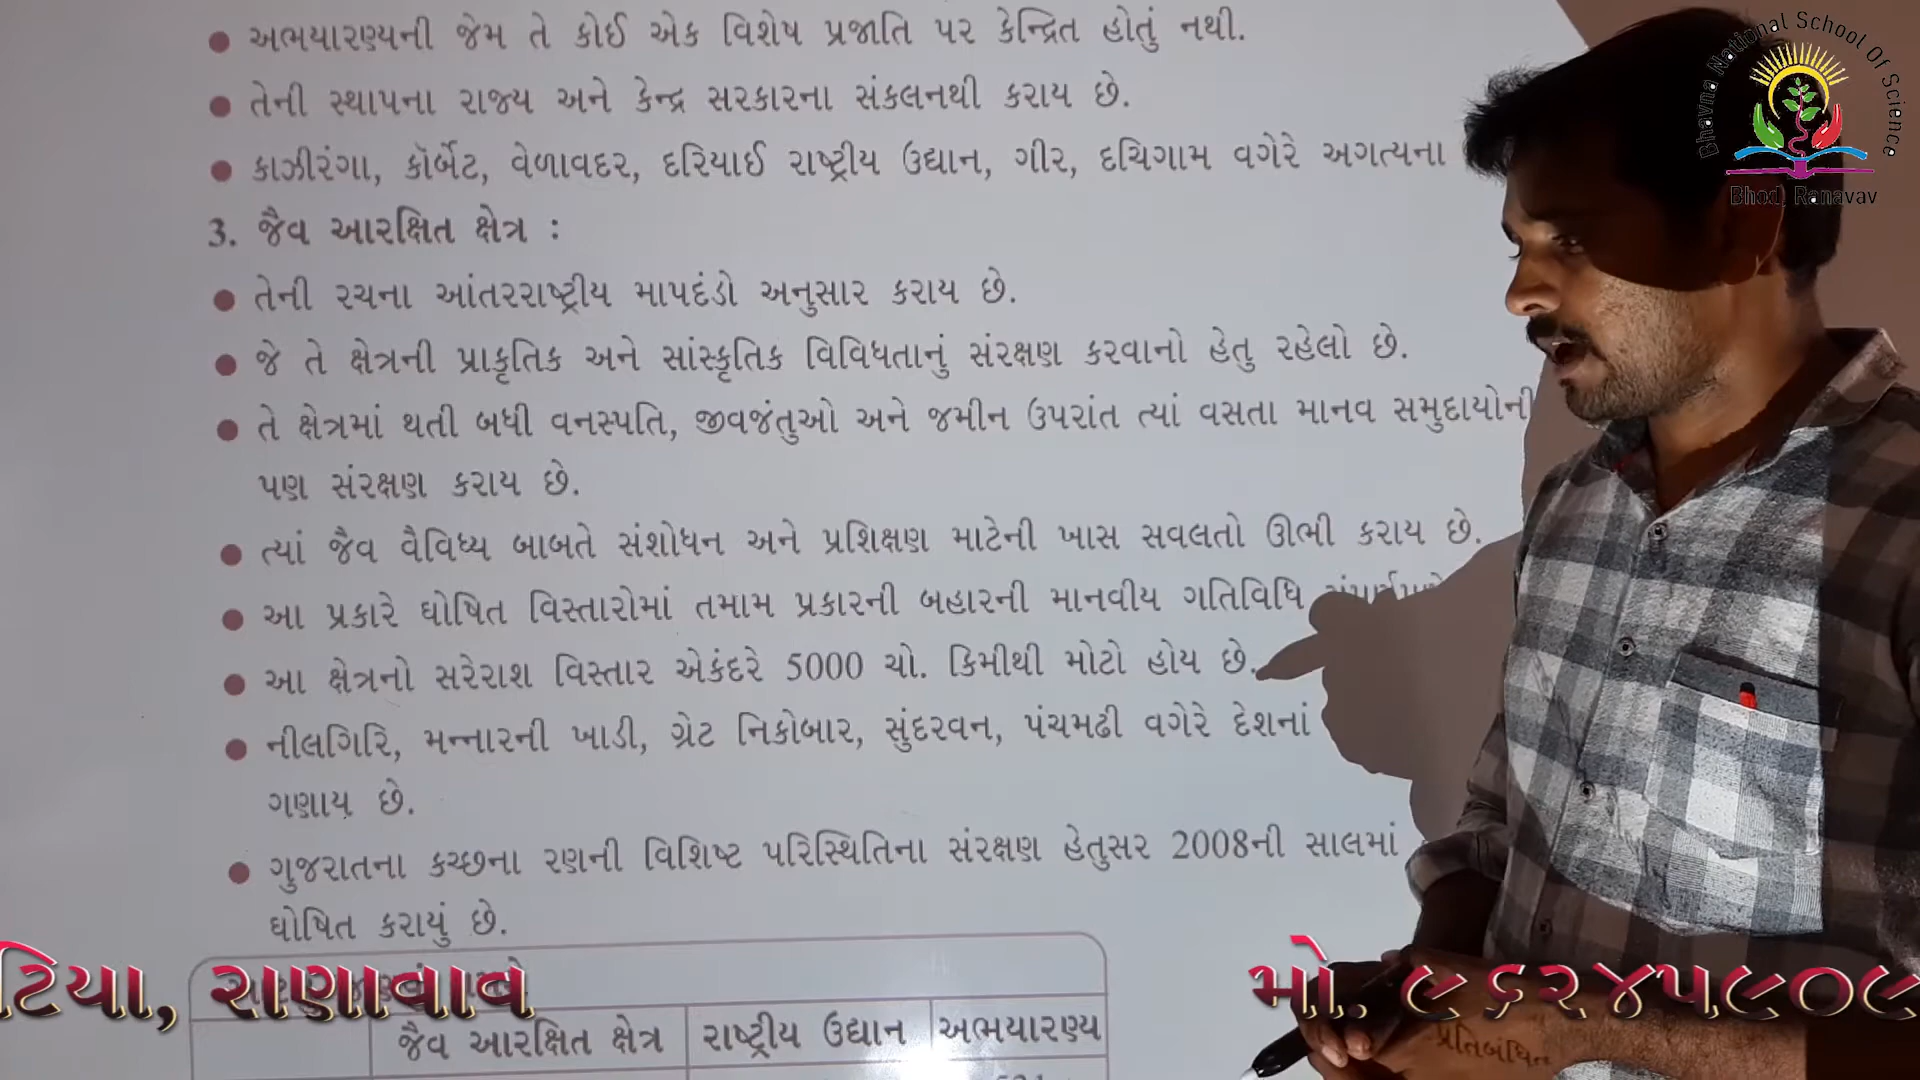 અભયારણ્યની જેમ તે કોઈ એક વિશેષ પ્રજાતિ પર કેન્દ્રિત હોતું નથી.
તેની સ્થાપના રાજ્ય અને કેન્દ્ર સરકારના સંકલનથી કરાય છે.
કાઝીરંગા, કૉર્બેટ, વેળાવદર, દરિયાઈ રાષ્ટ્રીય ઉદ્યાન, ગીર, દચિગામ વગેરે અગત્યના
3. જૈવ આરક્ષિત ક્ષેત્ર :
તેની રચના આંતરરાષ્ટ્રીય માપદંડો અનુસાર કરાય છે.
જે તે ક્ષેત્રની પ્રાકૃતિક અને સાંસ્કૃતિક વિવિધતાનું સંરક્ષણ કરવાનો હેતુ રહેલો છે.
તે ક્ષેત્રમાં થતી બધી વનસ્પતિ, જીવજંતુઓ અને જમીન ઉપરાંત ત્યાં વસતા માનવ સમુદાયોની
પણ સંરક્ષણ કરાય છે.
ત્યાં જૈવ વૈવિધ્ય બાબતે સંશોધન અને પ્રશિક્ષણ માટેની ખાસ સવલતો ઊભી કરાય છે.
આ પ્રકારે ઘોષિત વિસ્તારોમાં તમામ પ્રકારની બહારની માનવીય ગતિવિધિ
આ ક્ષેત્રનો સરેરાશ વિસ્તાર એકંદરે 5000 ચો. કિમીથી મોટો હોય છે.
નીલગિરિ, મન્નારની ખાડી, ગ્રેટ નિકોબાર, સુંદરવન, પંચમઢી વગેરે દેશનાં
ગણાય છે.
ગુજરાતના કચ્છના રણની વિશિષ્ટ પરિસ્થિતિના સંરક્ષણ હેતુસર 2008ની સાલમાં
ઘોષિત કરાયું છે.
જૈવ આરક્ષિત ક્ષેત્ર રાષ્ટ્રીય ઉદ્યાન અભયારણ્ય
પ્રતિબંધિત
ટિયા, રાણાવાવ
મો. ૯૬૨૪૫૯૦૯
Bhavna National School Of Science
Bhod, Ranavav